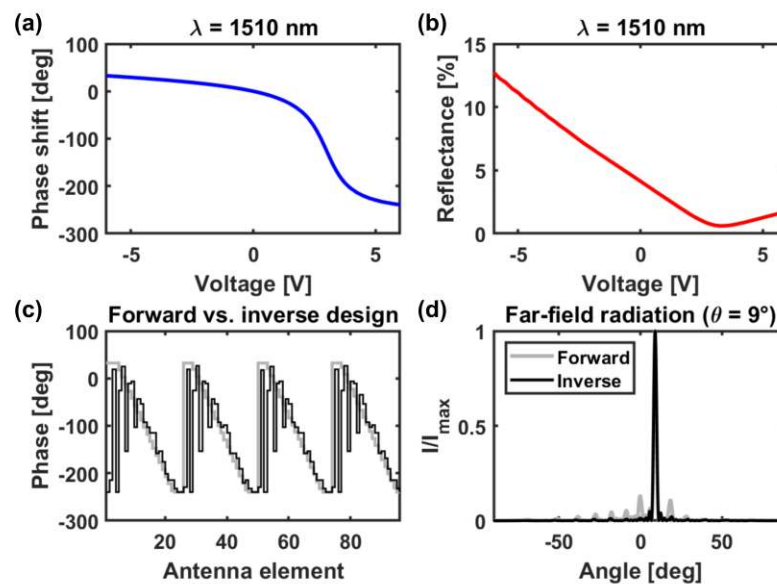 (a)
λ = 1510 nm
100
0
-100
-200
-300
Phase shift [deg]
-5
0
5
Voltage [V]
(b)
λ = 1510 nm
15
10
5
0
Reflectance [%]
-5
0
5
Voltage [V]
(c)
Forward vs. inverse design
100
0
-100
-200
-300
Phase [deg]
20
40
60
80
Antenna element
(d)
Far-field radiation (θ = 9°)
1
0.5
0
I/Imax
Forward
Inverse
-50
0
50
Angle [deg]